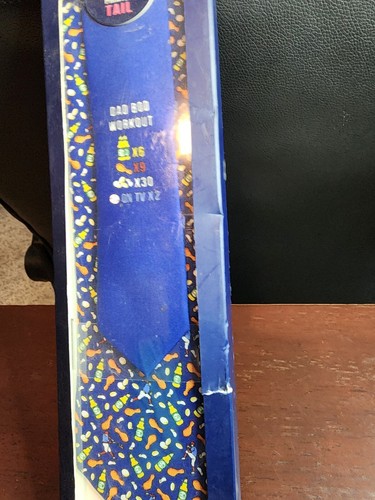 TAIL
DAD BOD
WORKOUT
X6
X9
X30
ON TV X2